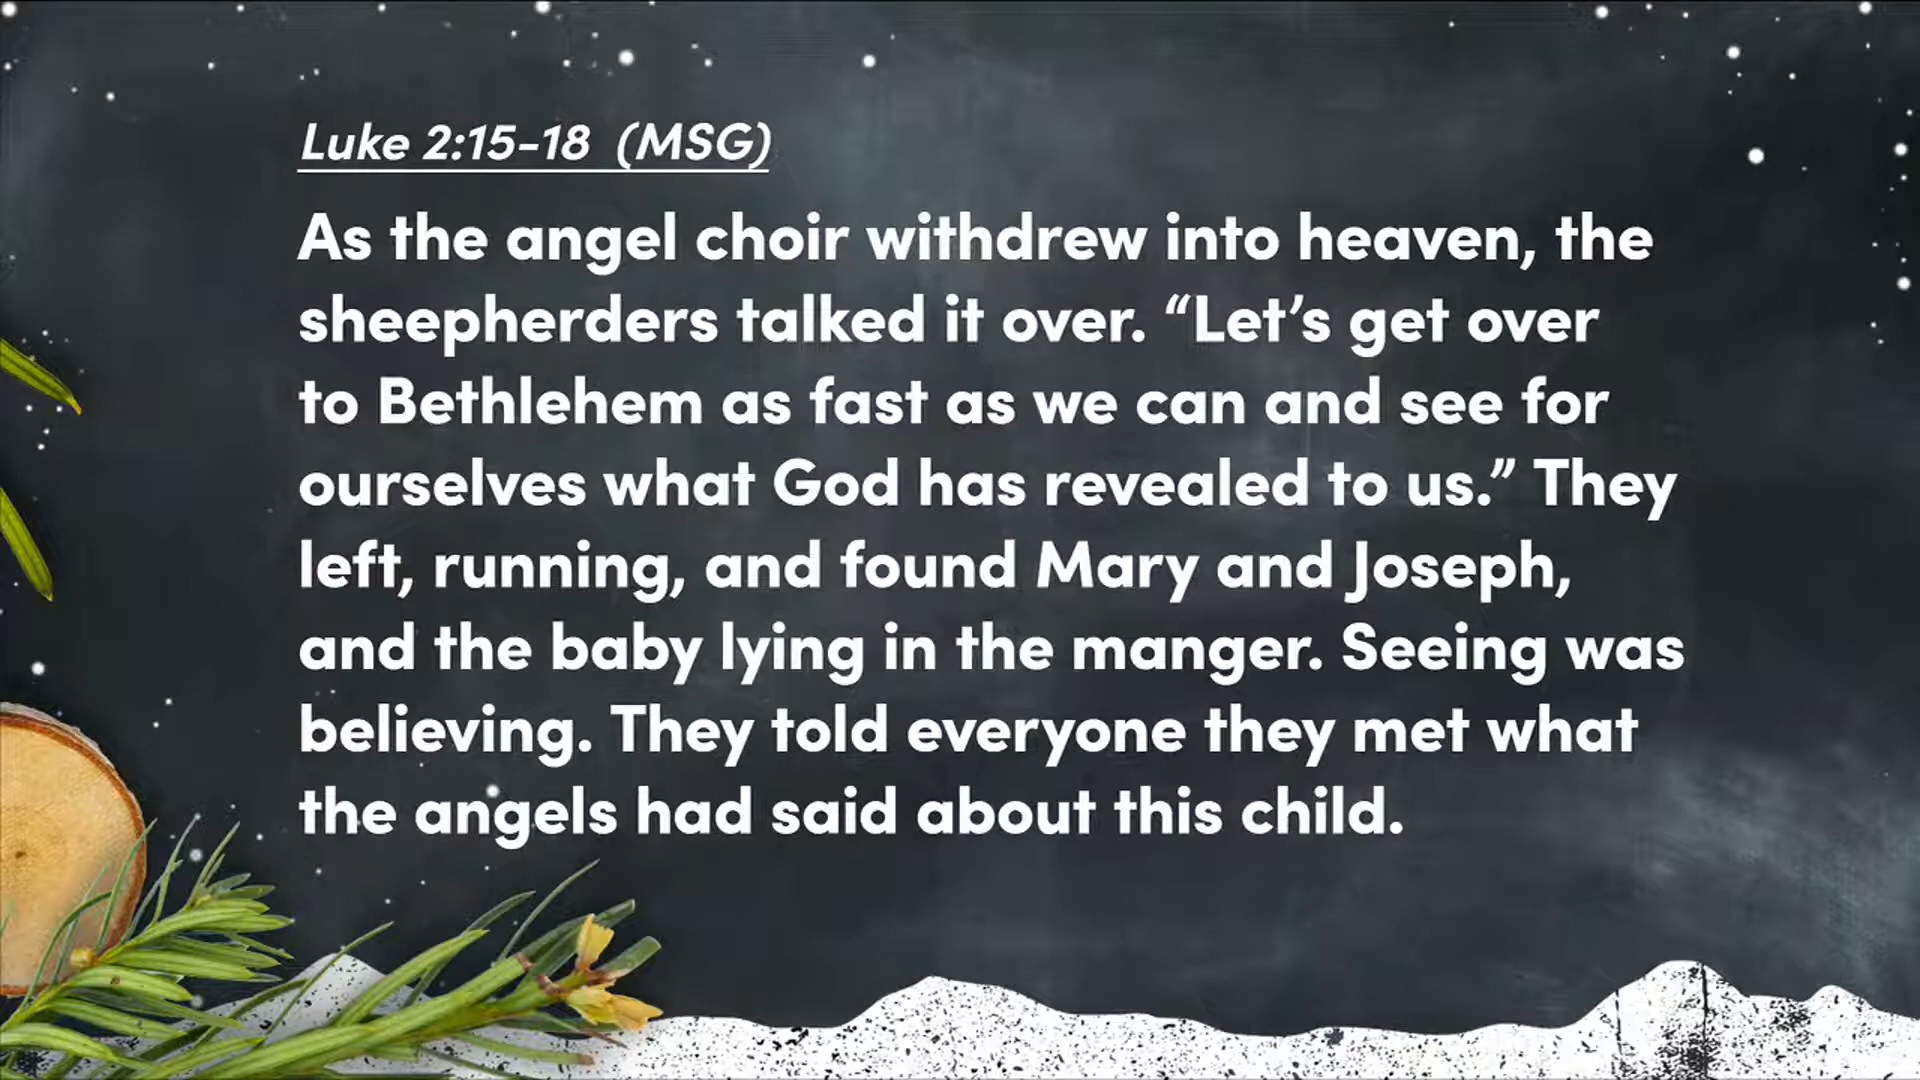 Luke 2:15-18 (MSG)
As the angel choir withdrew into heaven, the
sheepherders talked it over. “Let’s get over
to Bethlehem as fast as we can and see for
ourselves what God has revealed to us.” They
left, running, and found Mary and Joseph,
and the baby lying in the manger. Seeing was
believing. They told everyone they met what
the angels had said about this child.